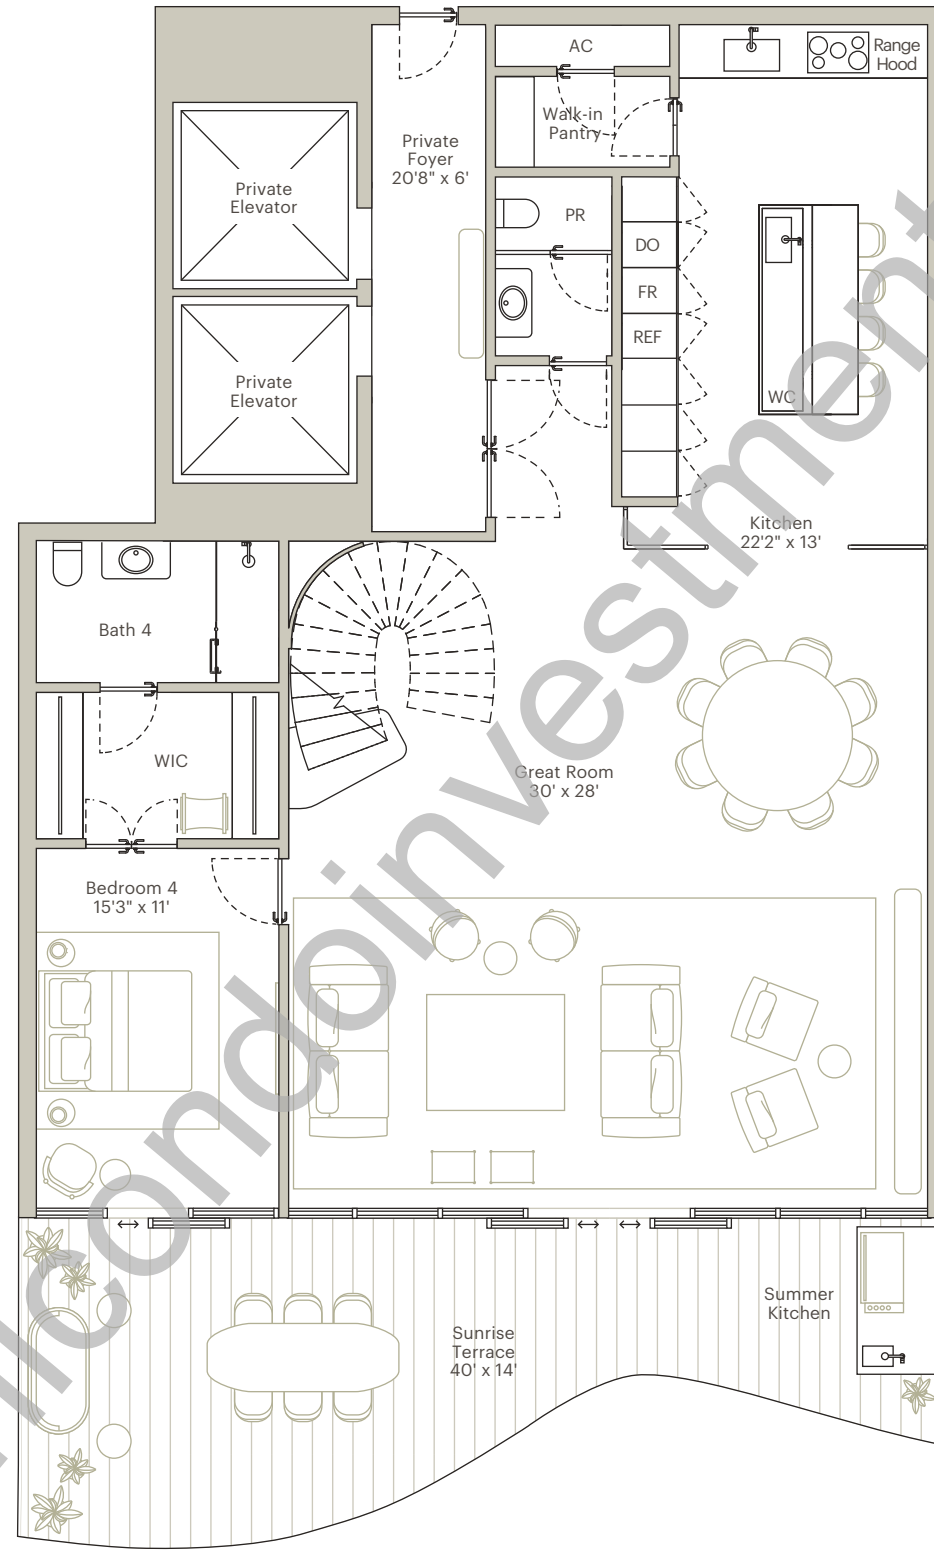 AC
Range
Hood
Walk-in
Pantry
Private
Foyer
20'8" x 6'
Private
Elevator
PR
DO
FR
REF
Private
Elevator
WC
Kitchen
22'2" x 13'
Bath 4
WIC
Great Room
30' x 28'
Bedroom 4
15'3" x 11'
Summer
Kitchen
Sunrise
Terrace
40' x 14'
lcondoinvestment